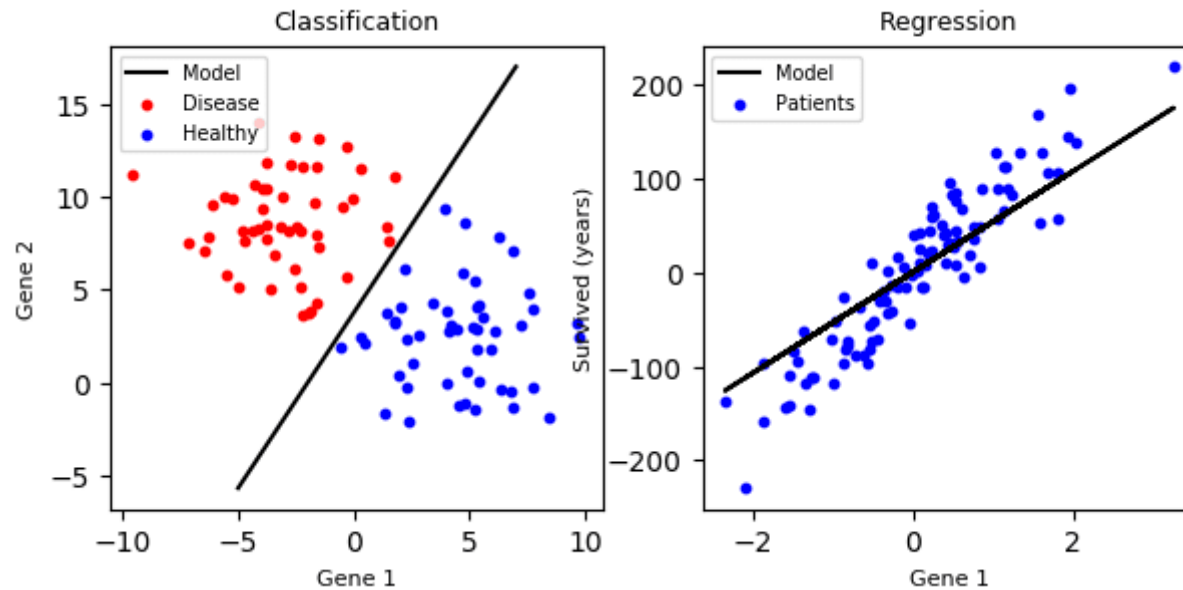 Classification
Model
Disease
Healthy
15
10
5
0
−5
Gene 2
−10
−5
0
5
10
Gene 1
Regression
Model
Patients
200
100
0
−100
−200
Survived (years)
−2
0
2
Gene 1